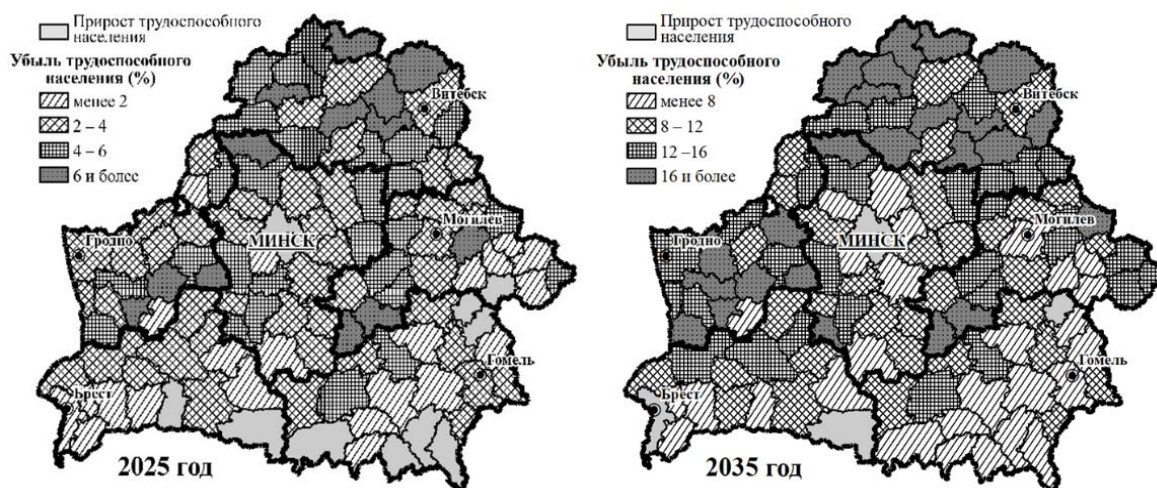 Прирост трудоспособного
населения
Убыль трудоспособного
населения (%)
менее 2
2 – 4
4 – 6
6 и более
Витебск
Могилев
МИНСК
Гродно
Гомель
Брест
2025 год
Прирост трудоспособного
населения
Убыль трудоспособного
населения (%)
менее 8
8 – 12
12 –16
16 и более
Витебск
Могилев
МИНСК
Гродно
Гомель
Брест
2035 год